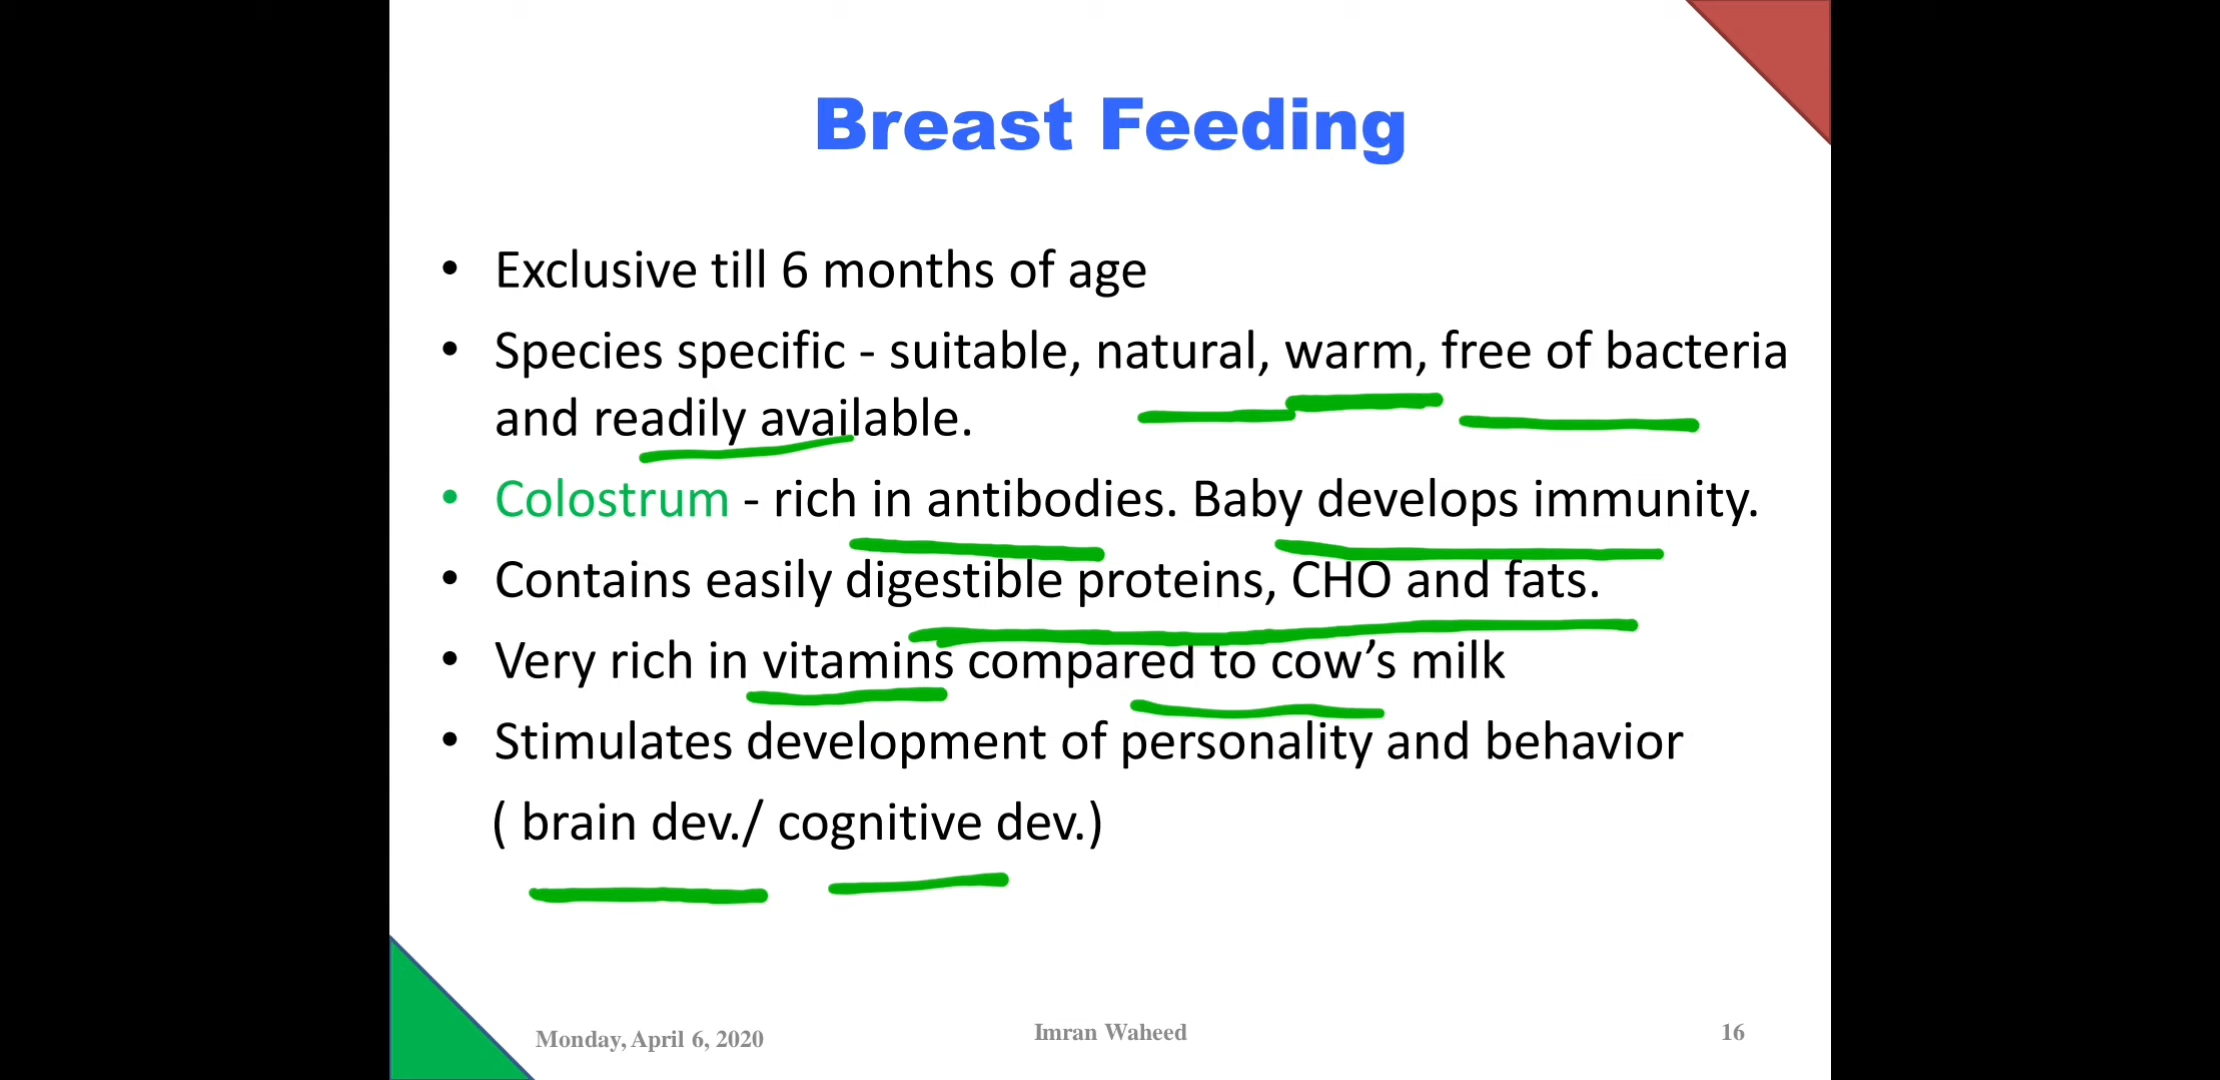 Breast Feeding
• Exclusive till 6 months of age
• Species specific - suitable, natural, warm, free of bacteria
and readily available.
• Colostrum - rich in antibodies. Baby develops immunity.
• Contains easily digestible proteins, CHO and fats.
• Very rich in vitamins compared to cow’s milk
• Stimulates development of personality and behavior
( brain dev./ cognitive dev.)
Monday, April 6, 2020
Imran Waheed
16